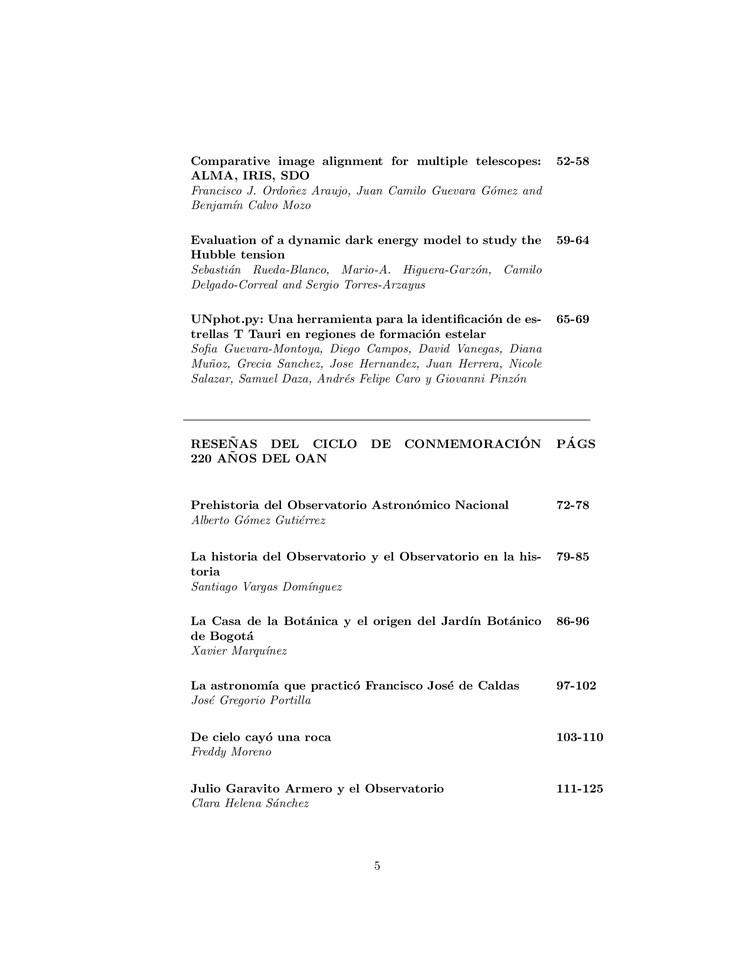 Comparative image alignment for multiple telescopes: 52-58
ALMA, IRIS, SDO
Francisco J. Ordoñez Araujo, Juan Camilo Guevara Gómez and
Benjamín Calvo Mozo
Evaluation of a dynamic dark energy model to study the 59-64
Hubble tension
Sebastián Rueda-Blanco, Mario-A. Higuera-Garzón, Camilo
Delgado-Correal and Sergio Torres-Arzayus
UNphot.py: Una herramienta para la identificación de es- 65-69
trellas T Tauri en regiones de formación estelar
Sofia Guevara-Montoya, Diego Campos, David Vanegas, Diana
Muñoz, Grecia Sanchez, Jose Hernandez, Juan Herrera, Nicole
Salazar, Samuel Daza, Andrés Felipe Caro y Giovanni Pinzón
RESEÑAS DEL CICLO DE CONMEMORACIÓN PÁGS
220 AÑOS DEL OAN
Prehistoria del Observatorio Astronómico Nacional 72-78
Alberto Gómez Gutiérrez
La historia del Observatorio y el Observatorio en la his- 79-85
toria
Santiago Vargas Domínguez
La Casa de la Botánica y el origen del Jardín Botánico 86-96
de Bogotá
Xavier Marquínez
La astronomía que practicó Francisco José de Caldas 97-102
José Gregorio Portilla
De cielo cayó una roca 103-110
Freddy Moreno
Julio Garavito Armero y el Observatorio 111-125
Clara Helena Sánchez
5